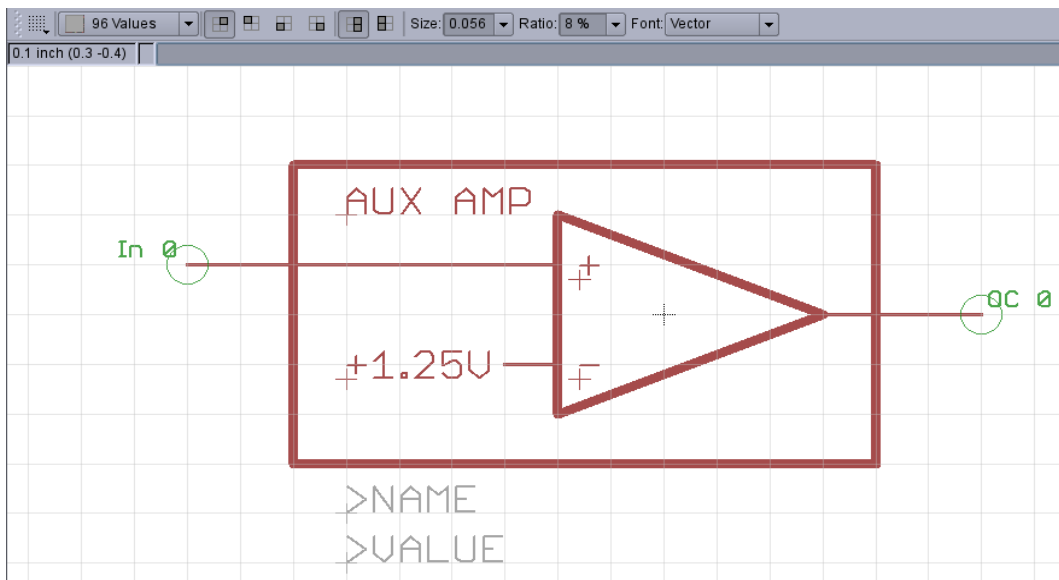 96 Values Size: 0.056 Ratio: 8 % Font: Vector
0.1 inch (0.3 -0.4)
AUX AMP
In 0
+
OC 0
+1.25V
-
>NAME
>VALUE